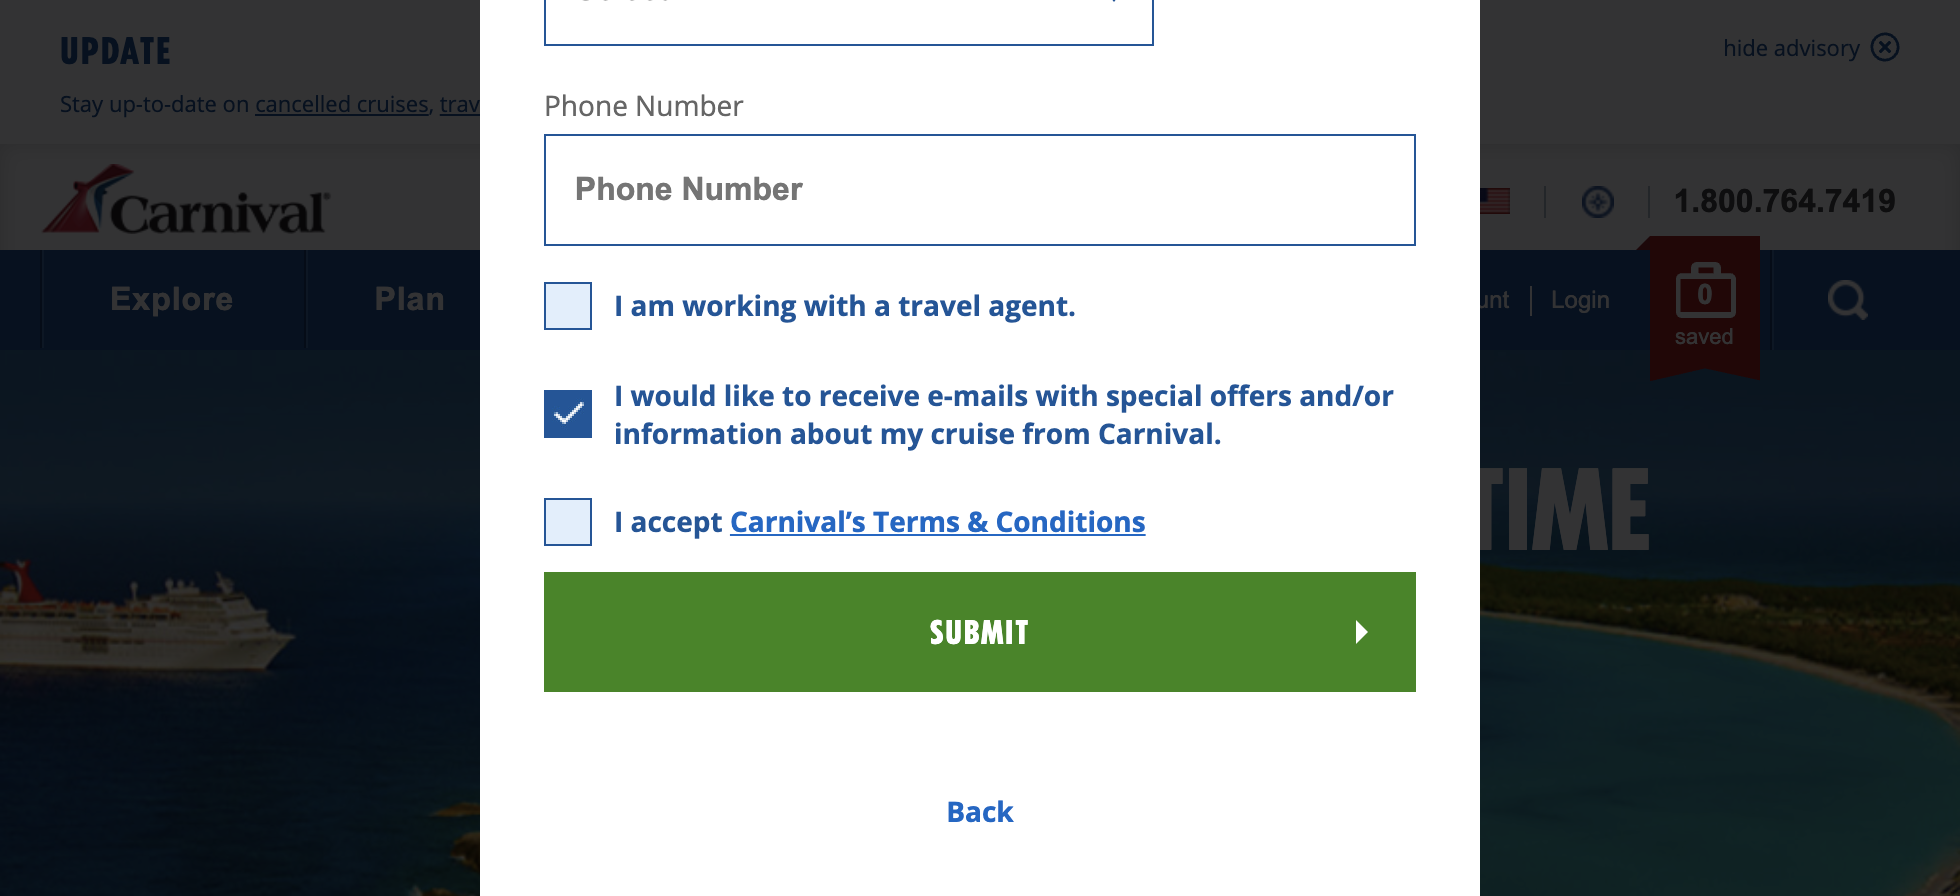 UPDATE
hide advisory
Stay up-to-date on cancelled cruises, trav
Phone Number
Phone Number
Carnival
1.800.764.7419
Explore
Plan
unt
Login
0
saved
I am working with a travel agent.
I would like to receive e-mails with special offers and/or
information about my cruise from Carnival.
TIME
I accept Carnival's Terms & Conditions
SUBMIT
Back